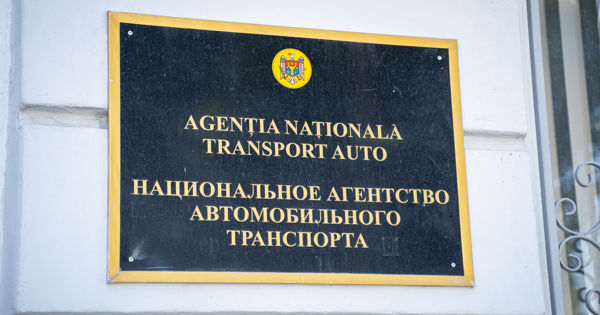 AGENȚIA NAȚIONALĂ
TRANSPORT AUTO
НАЦИОНАЛЬНОЕ АГЕНТСТВО
АВТОМОБИЛЬНОГО
ТРАНСПОРТА